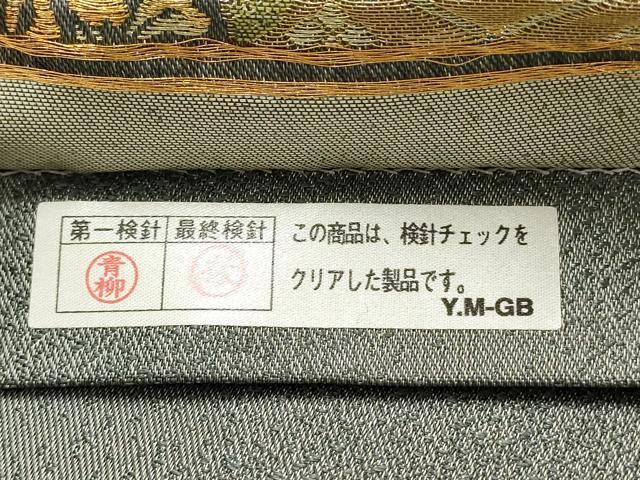 第一検針 最終検針
青柳
この商品は、検針チェックを
クリアした製品です。
Y.M-GB